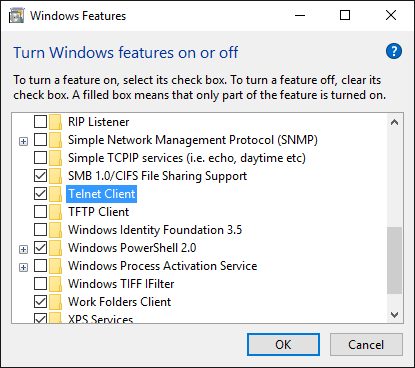 Windows Features
Turn Windows features on or off
?
To turn a feature on, select its check box. To turn a feature off, clear its
check box. A filled box means that only part of the feature is turned on.
RIP Listener
Simple Network Management Protocol (SNMP)
Simple TCPIP services (i.e. echo, daytime etc)
SMB 1.0/CIFS File Sharing Support
Telnet Client
TFTP Client
Windows Identity Foundation 3.5
Windows PowerShell 2.0
Windows Process Activation Service
Windows TIFF IFilter
Work Folders Client
XPS Services
OK
Cancel